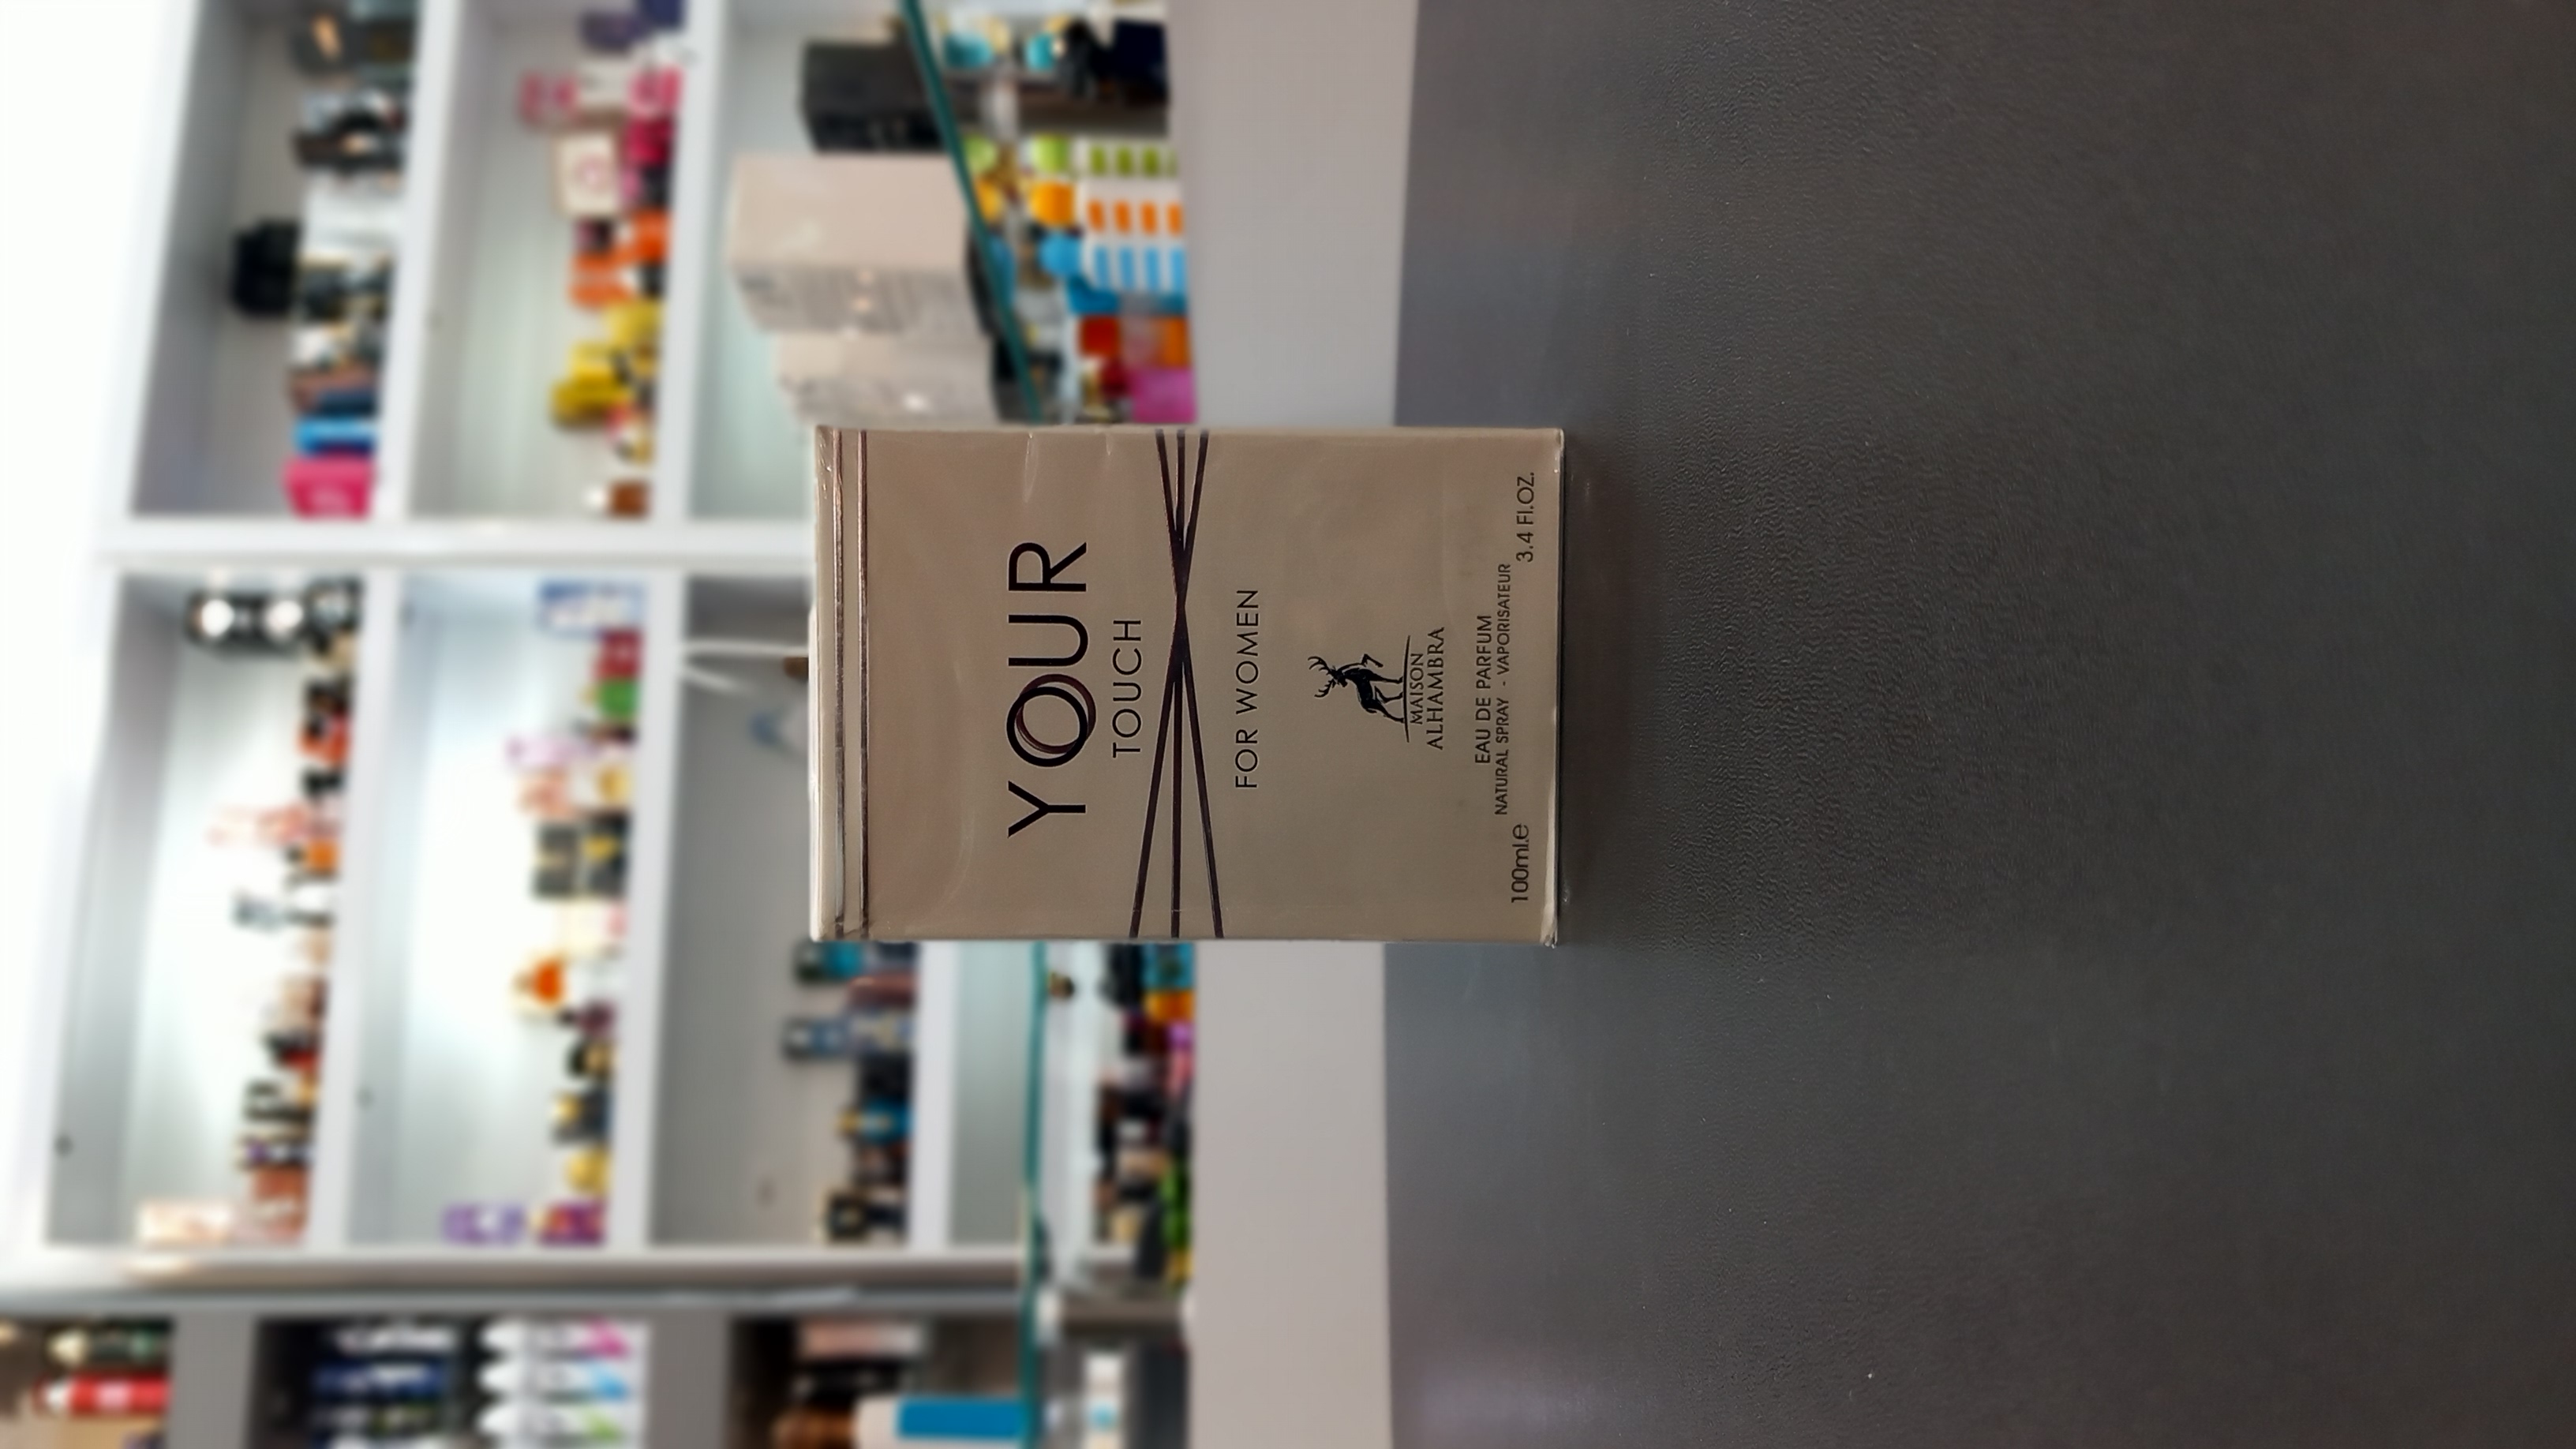 YOUR
TOUCH
FOR WOMEN
MAISON
ALHAMBRA
EAU DE PARFUM
NATURAL SPRAY - VAPORISATEUR
100ml.e 3.4 Fl.OZ.